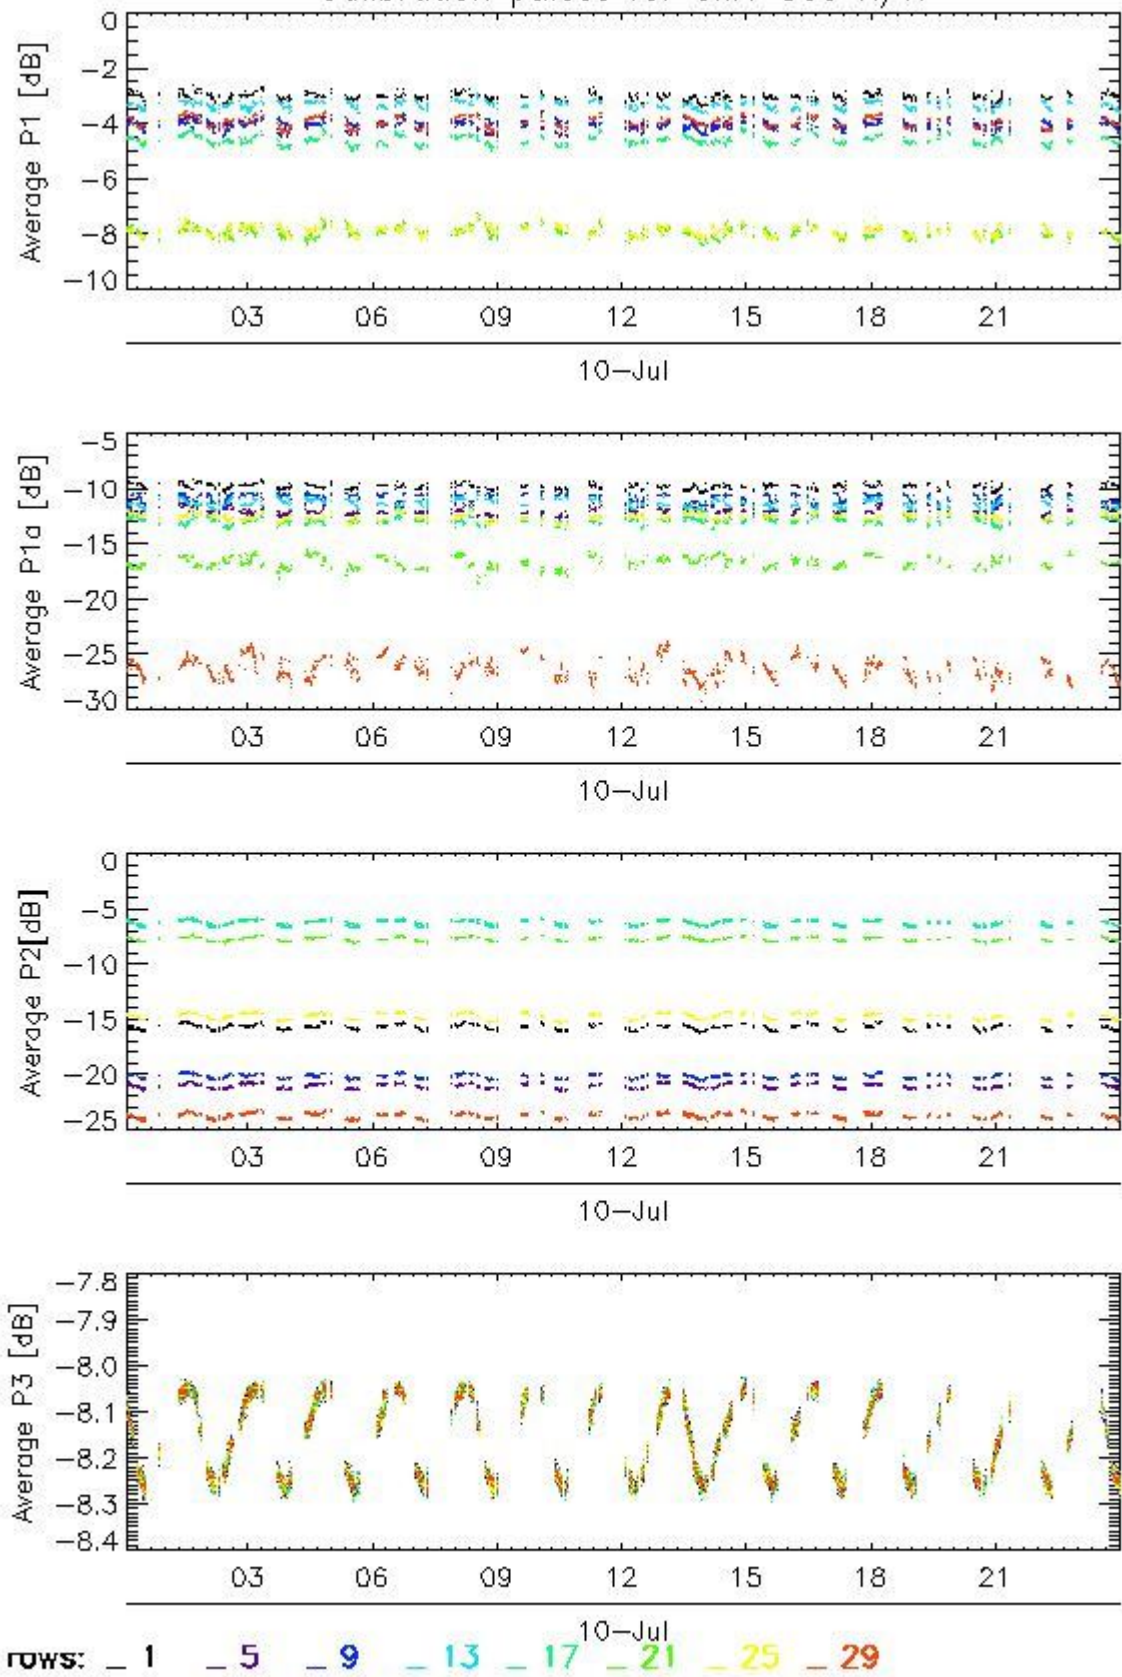 Average P1 [dB]
0
−2
−4
−6
−8
−10
03 06 09 12 15 18 21
10−Jul
Average P1a [dB]
−5
−10
−15
−20
−25
−30
03 06 09 12 15 18 21
10−Jul
Average P2[dB]
0
−5
−10
−15
−20
−25
03 06 09 12 15 18 21
10−Jul
Average P3 [dB]
−7.8
−7.9
−8.0
−8.1
−8.2
−8.3
−8.4
03 06 09 12 15 18 21
10−Jul
rows: _ 1 _ 5 _ 9 _ 13 _ 17 _ 21 _ 25 _ 29